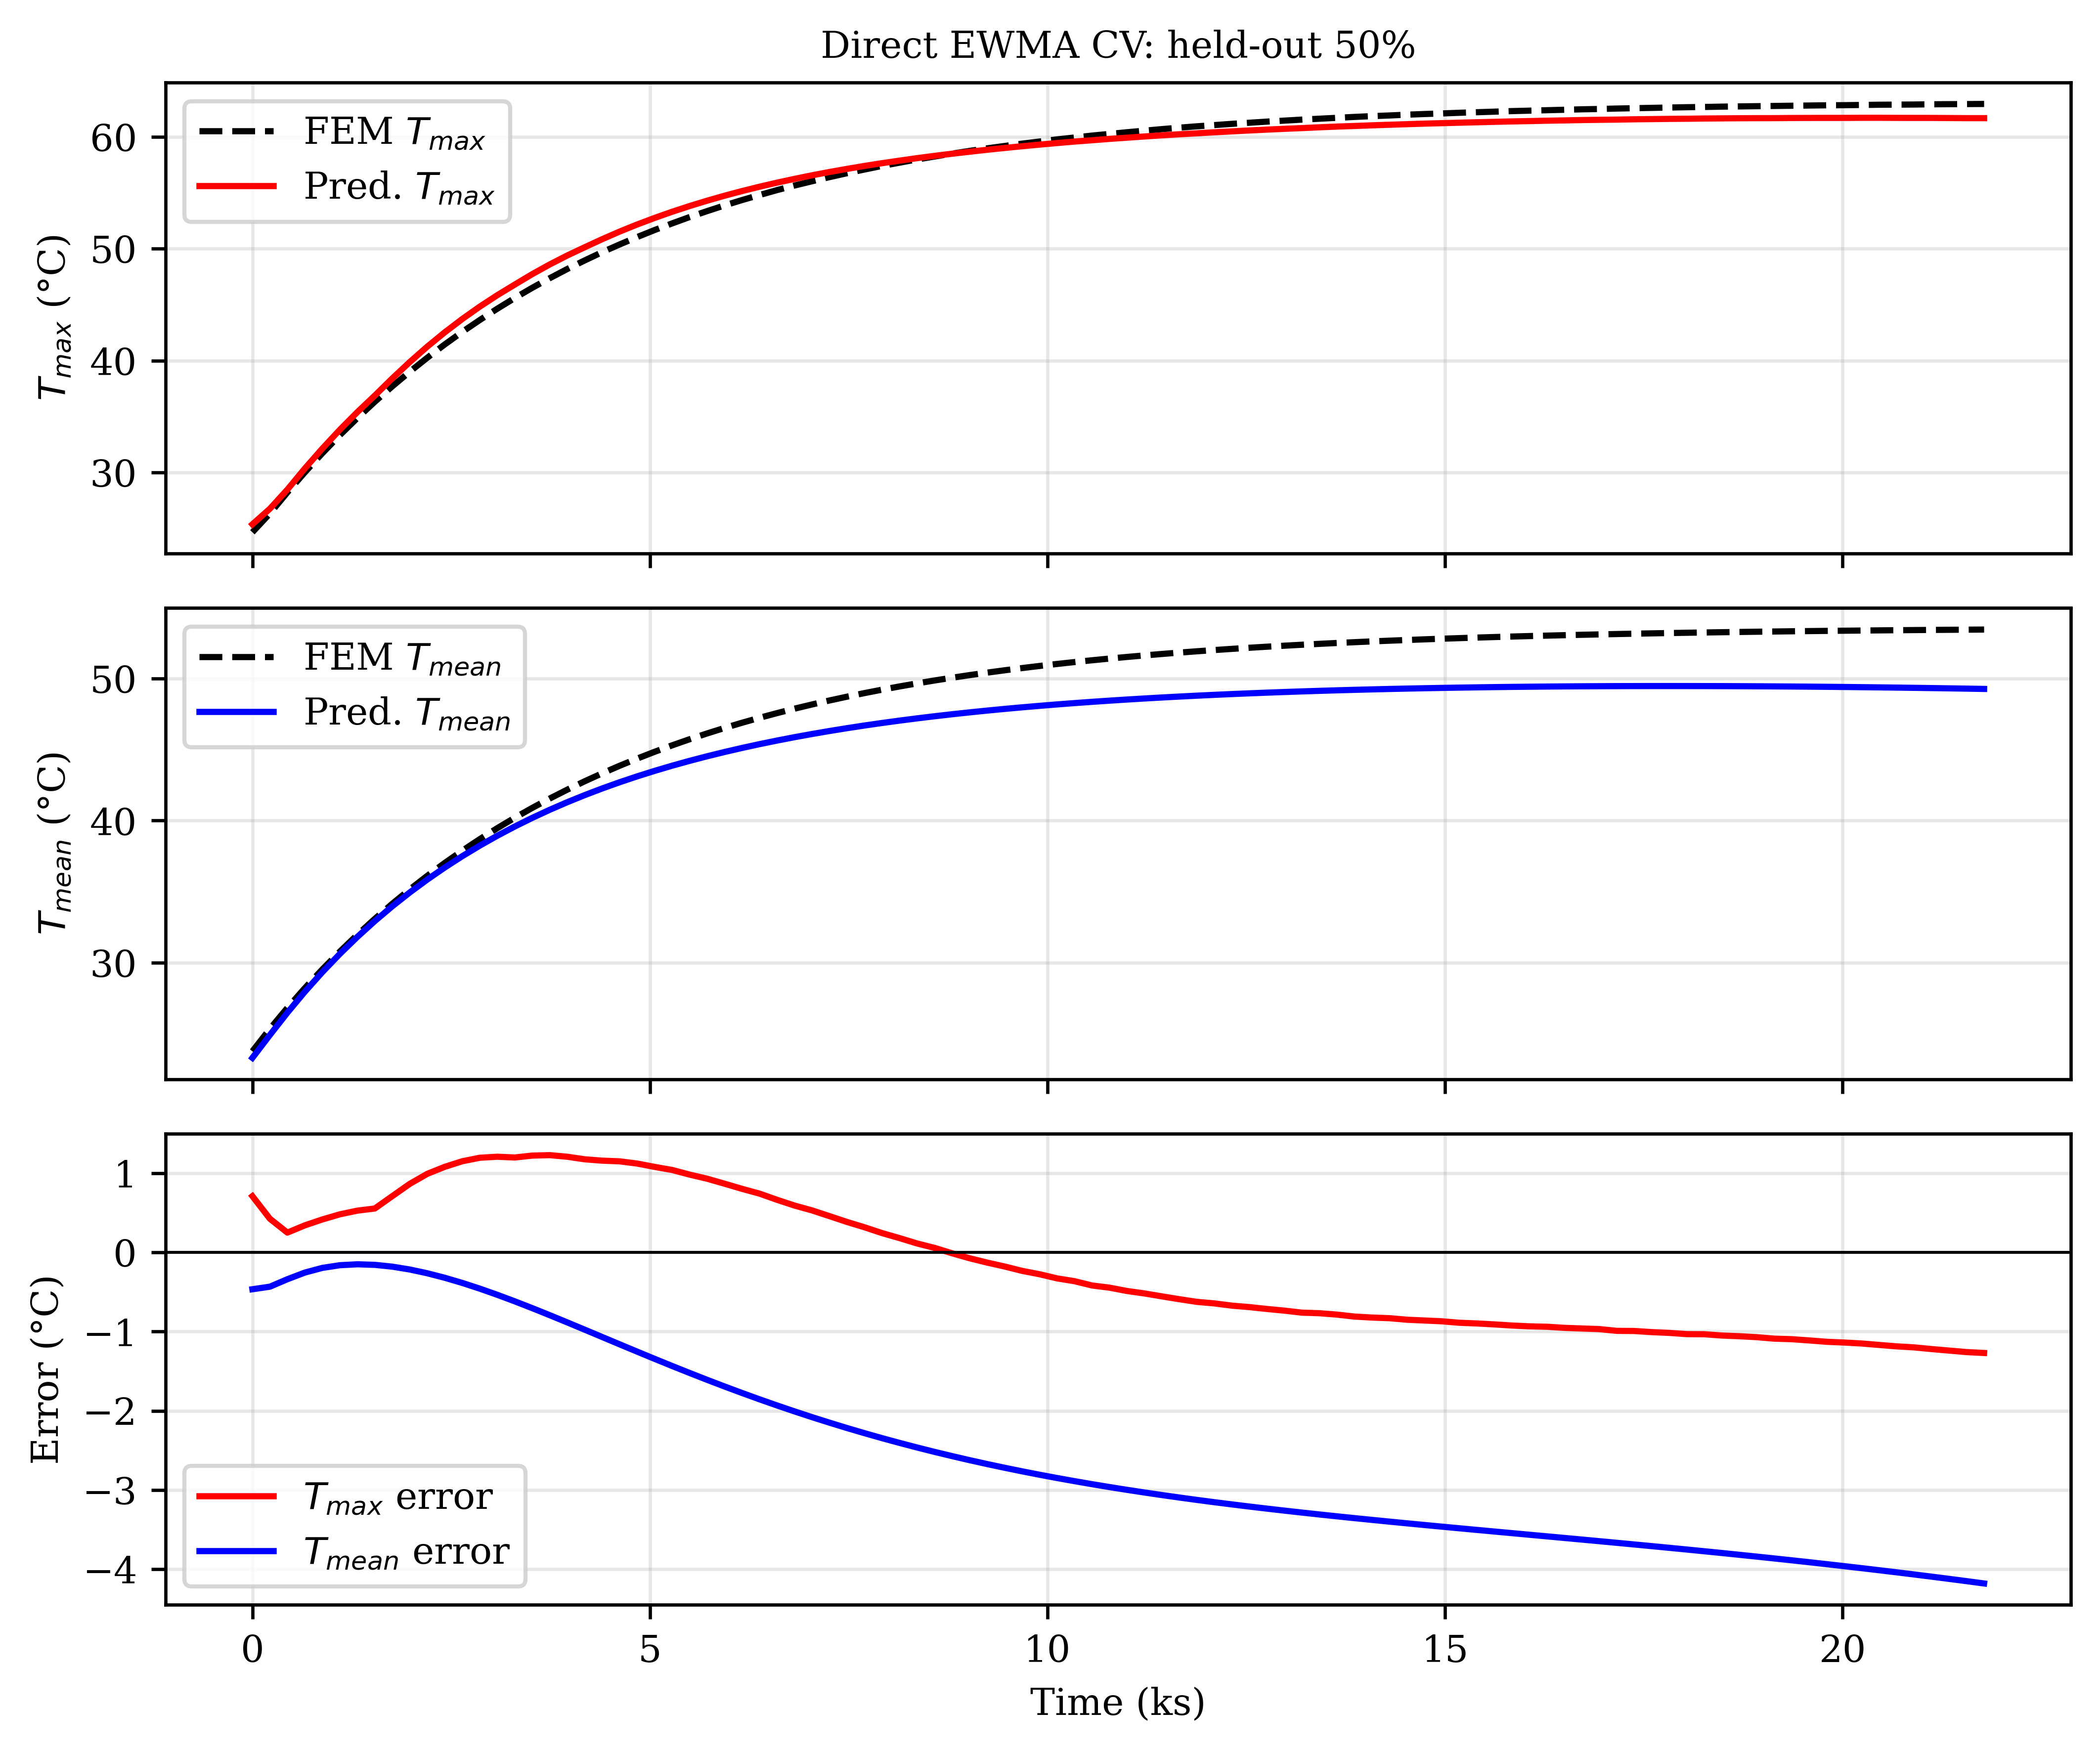 Direct EWMA CV: held-out 50%
FEM T_max
Pred. T_max
T_max (°C)
60
50
40
30
FEM T_mean
Pred. T_mean
T_mean (°C)
50
40
30
1
0
−1
−2
−3
−4
Error (°C)
T_max error
T_mean error
0 5 10 15 20
Time (ks)